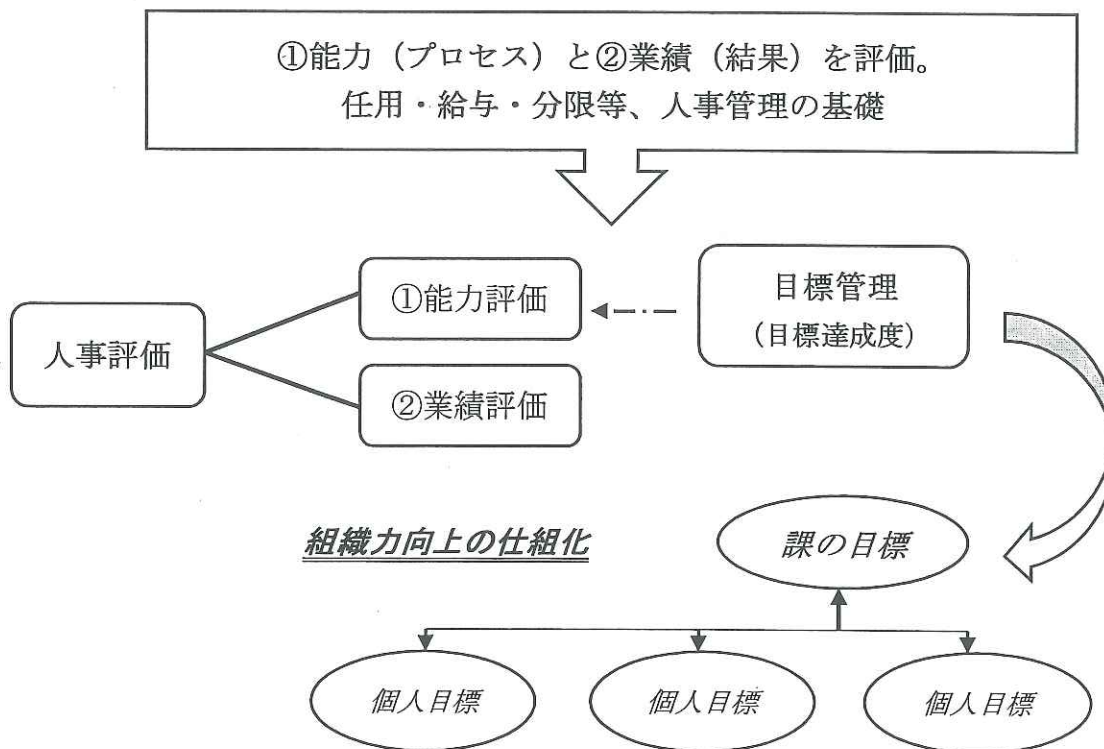 ①能力（プロセス）と②業績（結果）を評価。
任用・給与・分限等、人事管理の基礎
人事評価
①能力評価
②業績評価
目標管理
（目標達成度）
組織力向上の仕組化
課の目標
個人目標
個人目標
個人目標